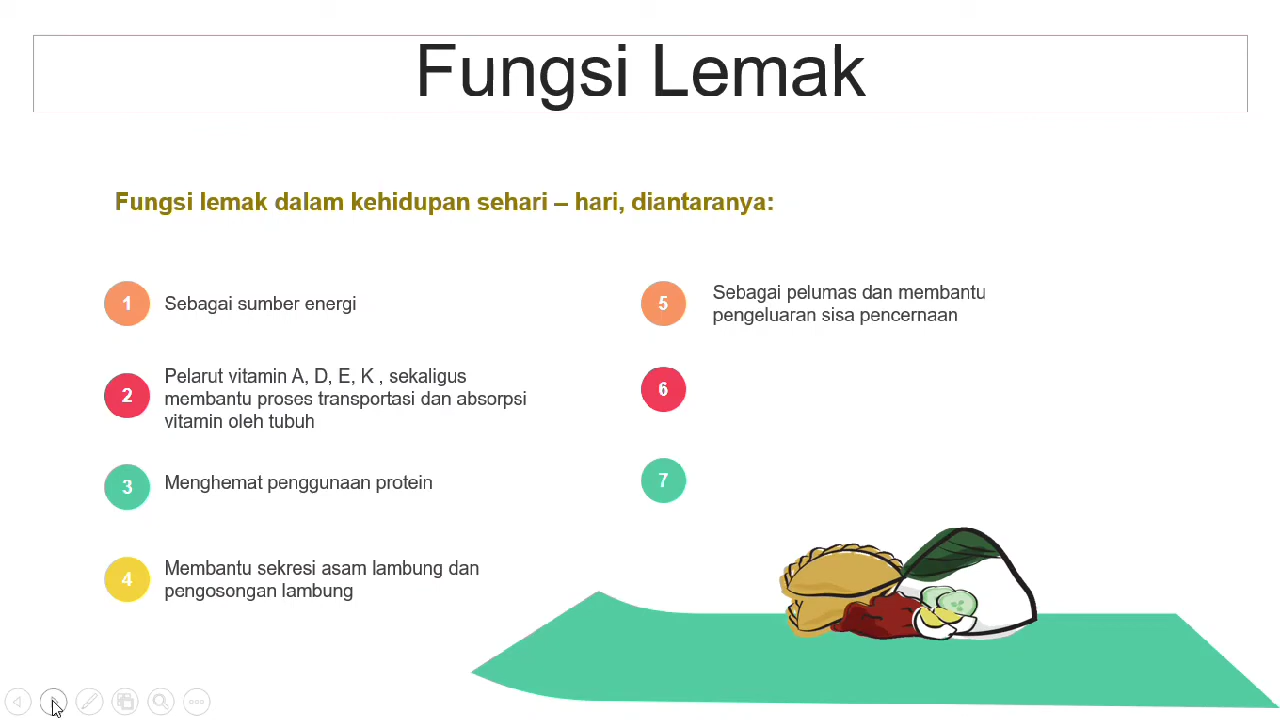 Fungsi Lemak
Fungsi lemak dalam kehidupan sehari – hari, diantaranya:
1
Sebagai sumber energi
2
Pelarut vitamin A, D, E, K , sekaligus
membantu proses transportasi dan absorpsi
vitamin oleh tubuh
3
Menghemat penggunaan protein
4
Membantu sekresi asam lambung dan
pengosongan lambung
5
Sebagai pelumas dan membantu
pengeluaran sisa pencernaan
6
7